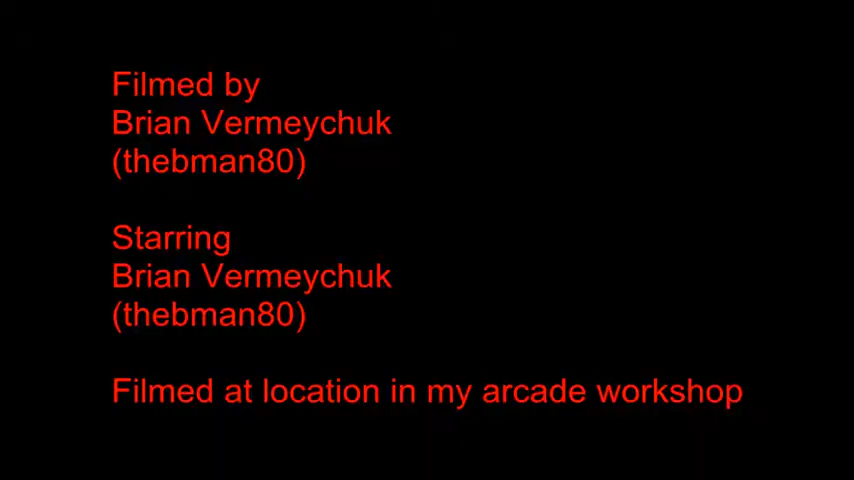 Filmed by
Brian Vermeychuk
(thebman80)
Starring
Brian Vermeychuk
(thebman80)
Filmed at location in my arcade workshop